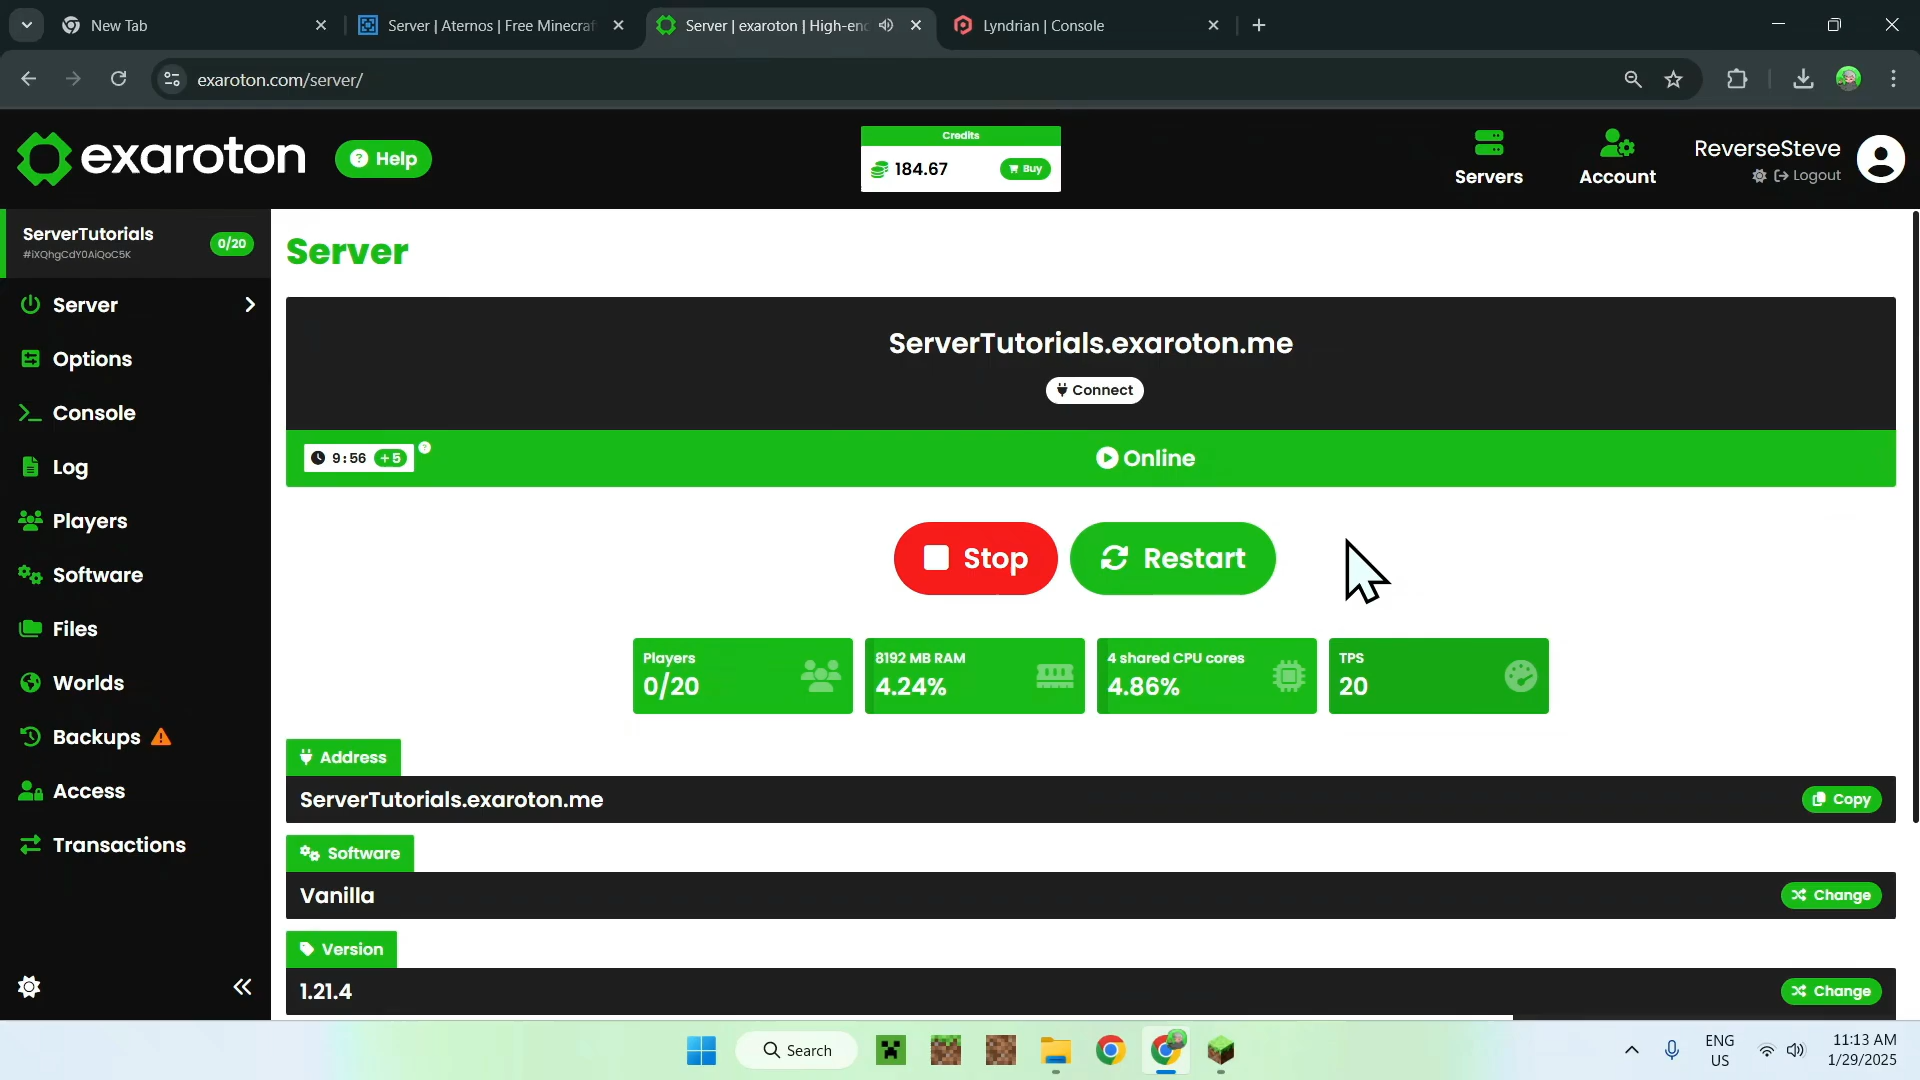 New Tab
Server | Aternos | Free Minecraf
Server | exaroton | High-en
Lyndrian | Console
exaroton.com/server/
exaroton
Help
Credits
184.67
Buy
Servers
Account
ReverseSteve
Logout
ServerTutorials
0/20
Server
Server
ServerTutorials.exaroton.me
Connect
9:56
+5
Online
Options
Console
Log
Players
Software
Files
Worlds
Backups
Access
Transactions
Stop
Restart
Players
0/20
8192 MB RAM
4.24%
4 shared CPU cores
4.86%
TPS
20
Address
ServerTutorials.exaroton.me
Copy
Software
Vanilla
Change
Version
1.21.4
Change
Search
ENG
US
11:13 AM
1/29/2025